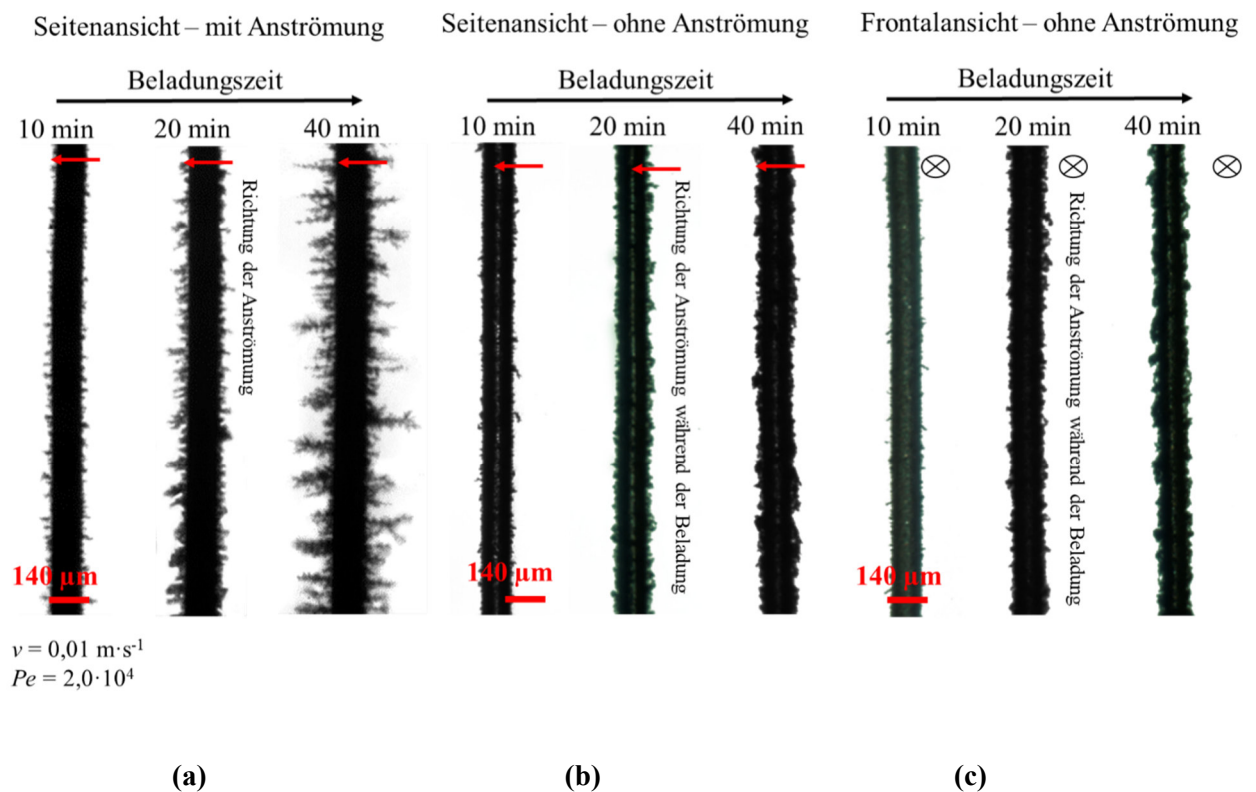 Seitenansicht – mit Anströmung
Beladungszeit
10 min 20 min 40 min
Richtung der Anströmung
140 µm
v = 0,01 m·s-1
Pe = 2,0·104
(a)
Seitenansicht – ohne Anströmung
Beladungszeit
10 min 20 min 40 min
Richtung der Anströmung während der Beladung
140 µm
(b)
Frontalansicht – ohne Anströmung
Beladungszeit
10 min 20 min 40 min
Richtung der Anströmung während der Beladung
140 µm
(c)